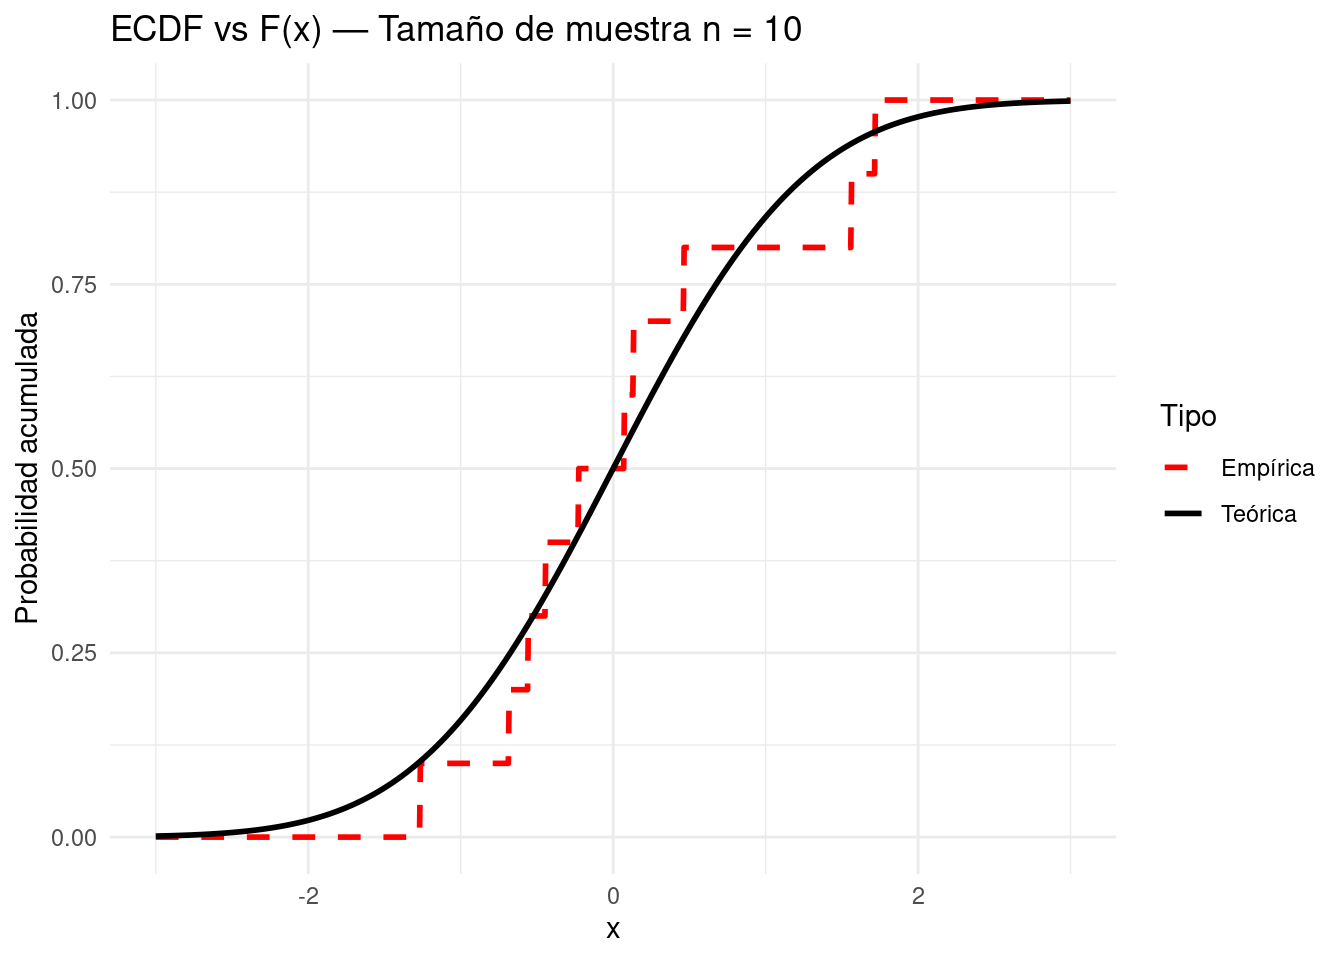 ECDF vs F(x) — Tamaño de muestra n = 10
Probabilidad acumulada
1.00
0.75
0.50
0.25
0.00
-2
0
2
x
Tipo
Empírica
Teórica